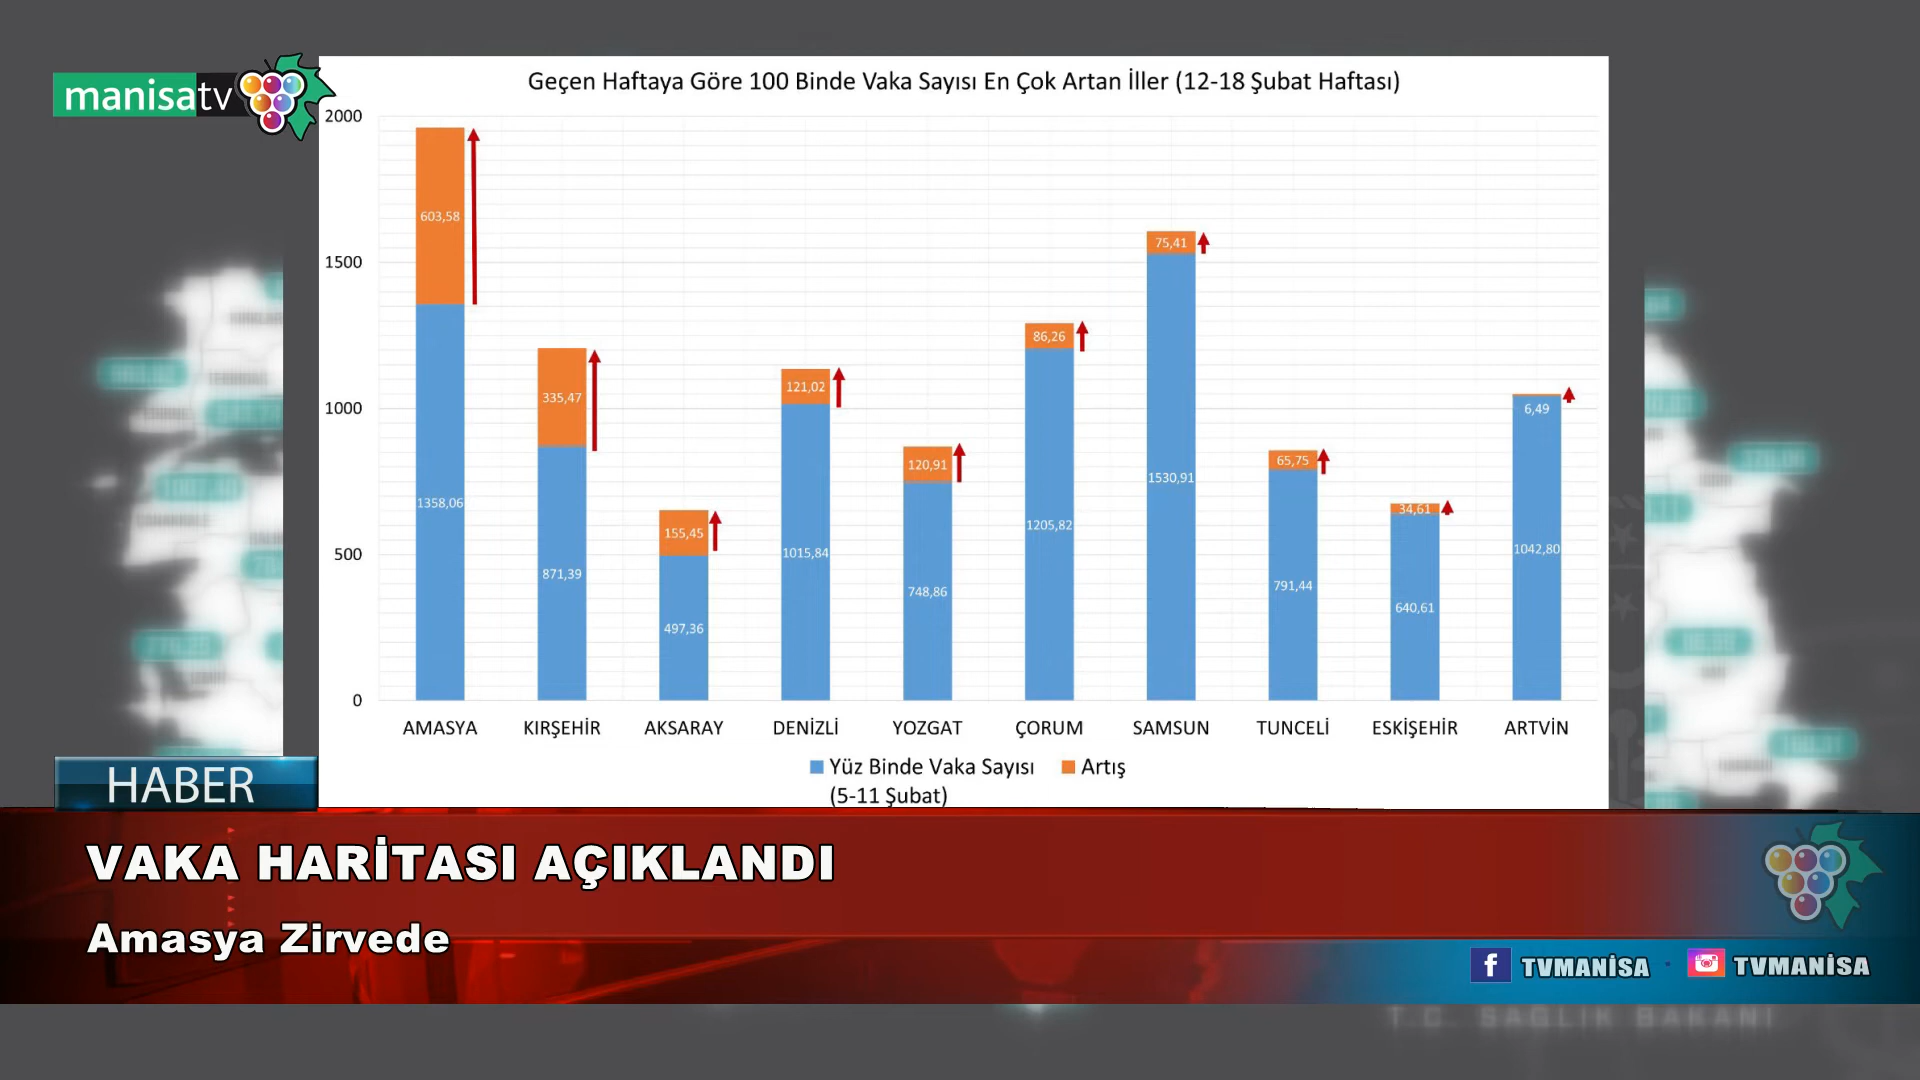 manisatv
Geçen Haftaya Göre 100 Binde Vaka Sayısı En Çok Artan İller (12-18 Şubat Haftası)
2000
1500
1000
500
0
603,58
1358,06
335,47
871,39
155,45
497,36
121,02
1015,84
120,91
748,86
86,26
1205,82
75,41
1530,91
65,75
791,44
34,61
640,61
6,49
1042,80
AMASYA KIRŞEHİR AKSARAY DENİZLİ YOZGAT ÇORUM SAMSUN TUNCELİ ESKİŞEHİR ARTVİN
Yüz Binde Vaka Sayısı Artış
(5-11 Şubat)
HABER
VAKA HARİTASI AÇIKLANDI
Amasya Zirvede
f TVMANİSA TVMANİSA
T.C. SAĞLIK BAKANI